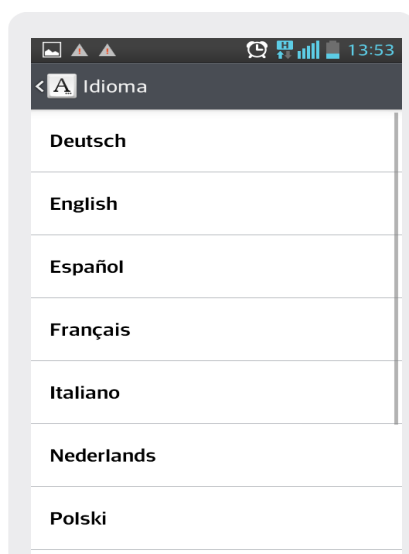 H 13:53
A Idioma
Deutsch
English
Español
Français
Italiano
Nederlands
Polski